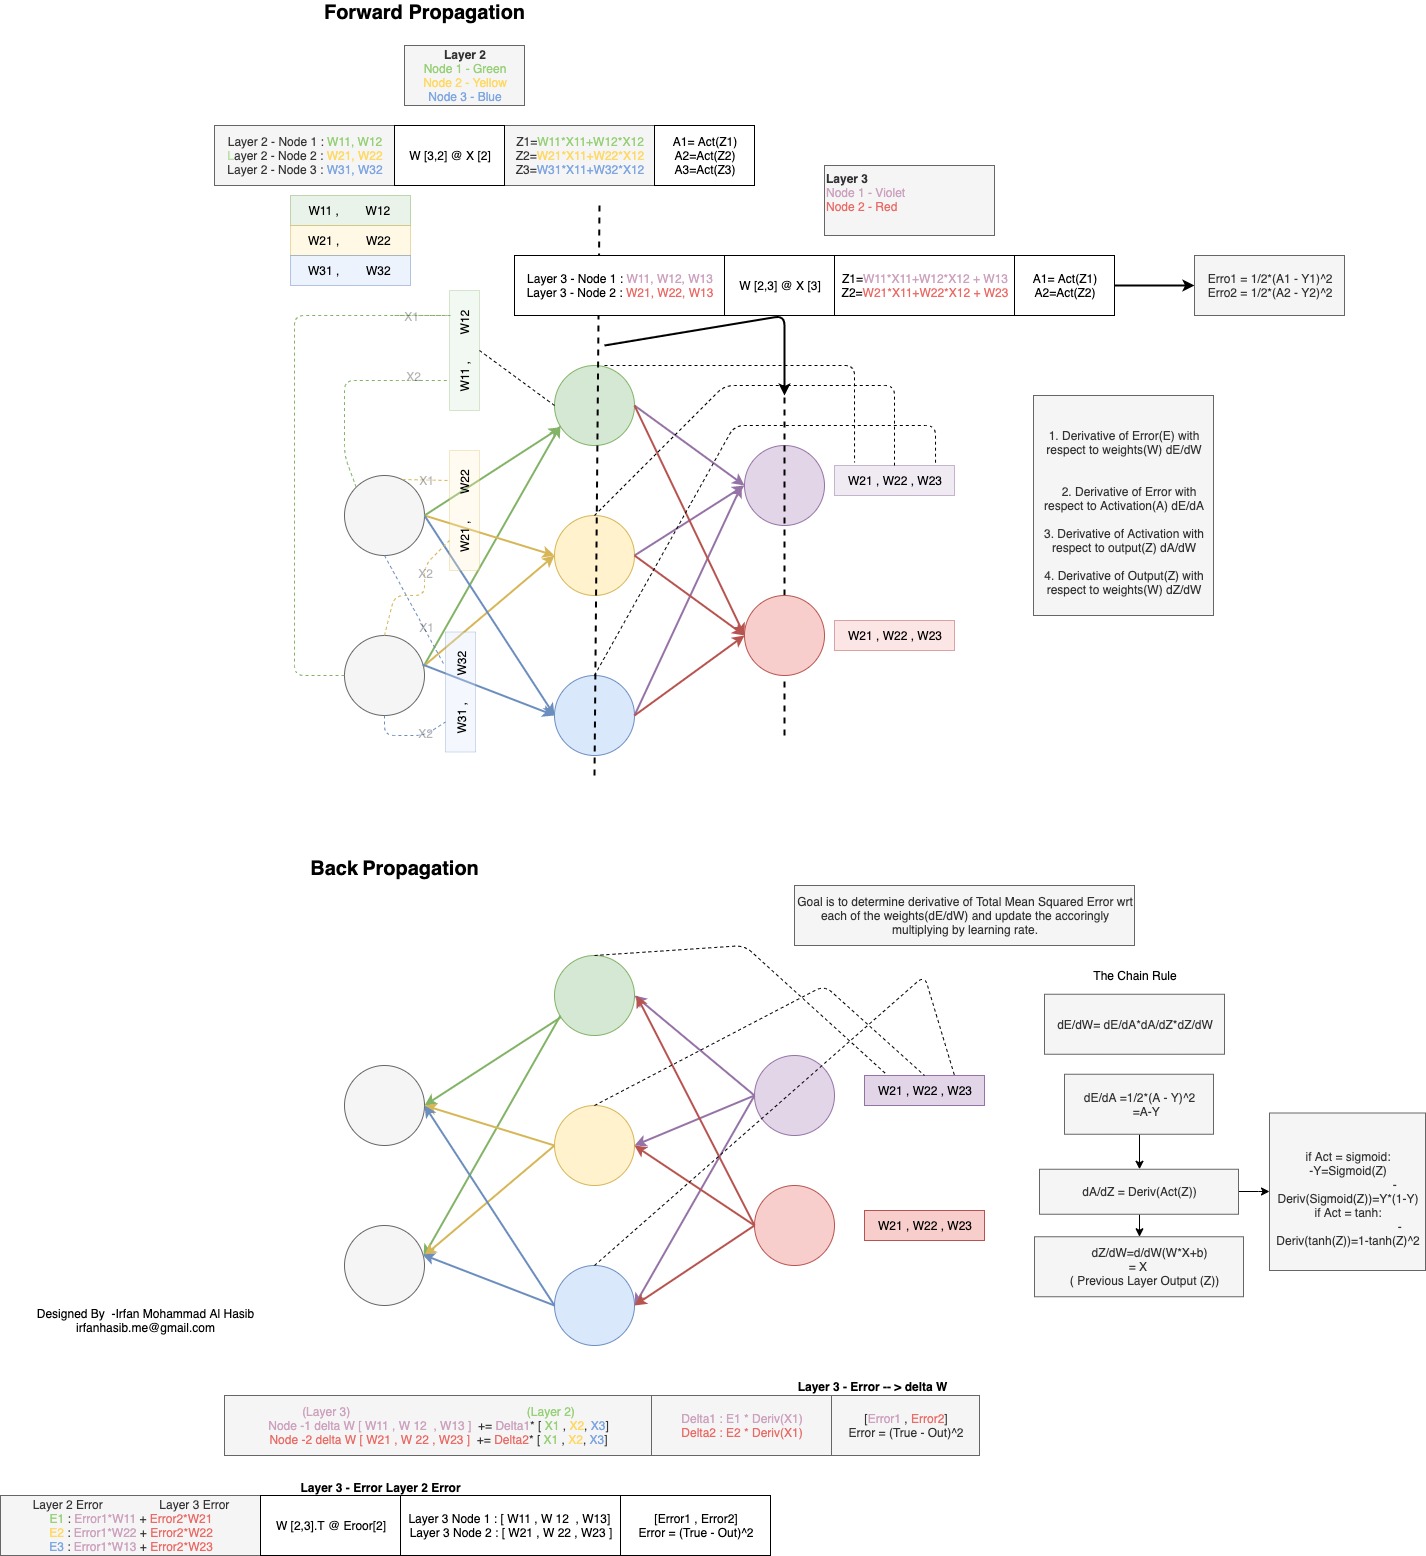 Forward Propagation
Layer 2
Node 1 - Green
Node 2 - Yellow
Node 3 - Blue
Layer 2 - Node 1 : W11, W12
Layer 2 - Node 2 : W21, W22
Layer 2 - Node 3 : W31, W32
W [3,2] @ X [2]
Z1=W11*X11+W12*X12
Z2=W21*X11+W22*X12
Z3=W31*X11+W32*X12
A1= Act(Z1)
A2=Act(Z2)
A3=Act(Z3)
Layer 3
Node 1 - Violet
Node 2 - Red
W11 , W12
W21 , W22
W31 , W32
Layer 3 - Node 1 : W11, W12, W13
Layer 3 - Node 2 : W21, W22, W13
W [2,3] @ X [3]
Z1=W11*X11+W12*X12 + W13
Z2=W21*X11+W22*X12 + W23
A1= Act(Z1)
A2=Act(Z2)
Erro1 = 1/2*(A1 - Y1)^2
Erro2 = 1/2*(A2 - Y2)^2
X1
X2
W11 , W12
X1
X2
W21 , W22
X1
X2
W31 , W32
W21 , W22 , W23
W21 , W22 , W23
1. Derivative of Error(E) with
respect to weights(W) dE/dW
2. Derivative of Error with
respect to Activation(A) dE/dA
3. Derivative of Activation with
respect to output(Z) dA/dW
4. Derivative of Output(Z) with
respect to weights(W) dZ/dW
Back Propagation
Goal is to determine derivative of Total Mean Squared Error wrt
each of the weights(dE/dW) and update the accoringly
multiplying by learning rate.
The Chain Rule
dE/dW= dE/dA*dA/dZ*dZ/dW
dE/dA =1/2*(A - Y)^2
=A-Y
dA/dZ = Deriv(Act(Z))
dZ/dW=d/dW(W*X+b)
= X
( Previous Layer Output (Z))
if Act = sigmoid:
-Y=Sigmoid(Z)
-
Deriv(Sigmoid(Z))=Y*(1-Y)
if Act = tanh:
-
Deriv(tanh(Z))=1-tanh(Z)^2
W21 , W22 , W23
W21 , W22 , W23
Designed By -Irfan Mohammad Al Hasib
irfanhasib.me@gmail.com
Layer 3 - Error -- > delta W
(Layer 3) (Layer 2)
Node -1 delta W [ W11 , W 12 , W13 ] += Delta1* [ X1 , X2, X3]
Node -2 delta W [ W21 , W 22 , W23 ] += Delta2* [ X1 , X2, X3]
Delta1 : E1 * Deriv(X1)
Delta2 : E2 * Deriv(X1)
[Error1 , Error2]
Error = (True - Out)^2
Layer 3 - Error Layer 2 Error
Layer 2 Error Layer 3 Error
E1 : Error1*W11 + Error2*W21
E2 : Error1*W22 + Error2*W22
E3 : Error1*W13 + Error2*W23
W [2,3].T @ Eroor[2]
Layer 3 Node 1 : [ W11 , W 12 , W13]
Layer 3 Node 2 : [ W21 , W 22 , W23 ]
[Error1 , Error2]
Error = (True - Out)^2